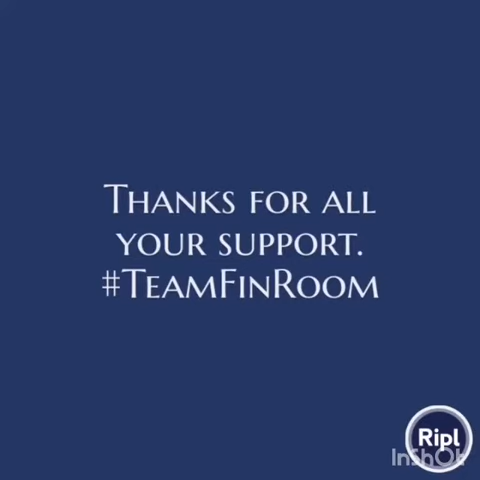 Thanks for all
your support.
#TeamFinRoom
Ripl
InShot